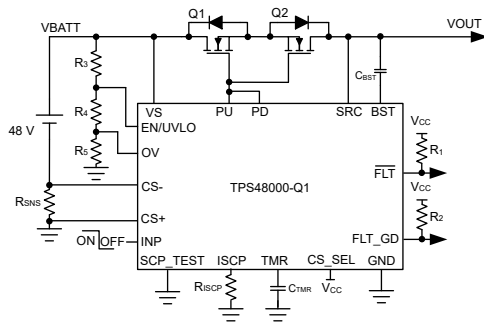 Q1
Q2
VBATT
VOUT
R3
CBST
VS
PU
PD
SRC
BST
R4
EN/UVLO
VCC
48 V
R5
OV
R1
FLT
CS-
TPS48000-Q1
VCC
RSNS
CS+
R2
ON
OFF
INP
FLT_GD
SCP_TEST
ISCP
TMR
CS_SEL
GND
RISCP
CTMR
VCC